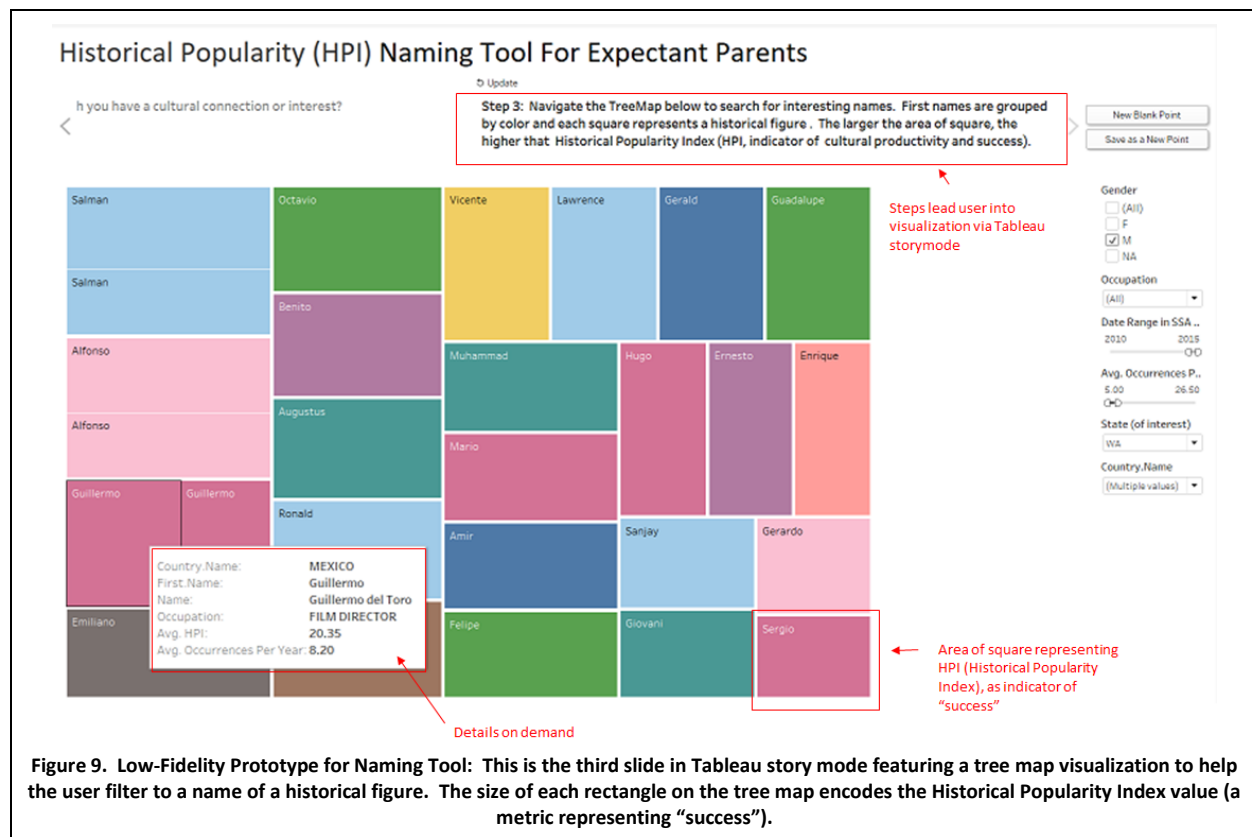 Historical Popularity (HPI) Naming Tool For Expectant Parents
Update
h you have a cultural connection or interest?
Step 3: Navigate the TreeMap below to search for interesting names. First names are grouped
by color and each square represents a historical figure . The larger the area of square, the
higher that Historical Popularity Index (HPI, indicator of cultural productivity and success).
New Blank Point
Save as a New Point
Steps lead user into
visualization via Tableau
storymode
Gender
(All)
F
M
NA
Occupation
(All)
Date Range in SSA ..
2010 2015
Avg. Occurrences P..
5.00 26.50
State (of interest)
WA
Country.Name
(Multiple values)
Salman
Salman
Alfonso
Alfonso
Guillermo
Guillermo
Emiliano
Octavio
Benito
Augustus
Ronald
Vicente
Lawrence
Gerald
Guadalupe
Muhammad
Mario
Amir
Felipe
Hugo
Ernesto
Enrique
Sanjay
Gerardo
Giovani
Sergio
Country.Name: MEXICO
First.Name: Guillermo
Name: Guillermo del Toro
Occupation: FILM DIRECTOR
Avg. HPI: 20.35
Avg. Occurrences Per Year: 8.20
Area of square representing
HPI (Historical Popularity
Index), as indicator of
“success”
Details on demand
Figure 9. Low-Fidelity Prototype for Naming Tool: This is the third slide in Tableau story mode featuring a tree map visualization to help
the user filter to a name of a historical figure. The size of each rectangle on the tree map encodes the Historical Popularity Index value (a
metric representing “success”).